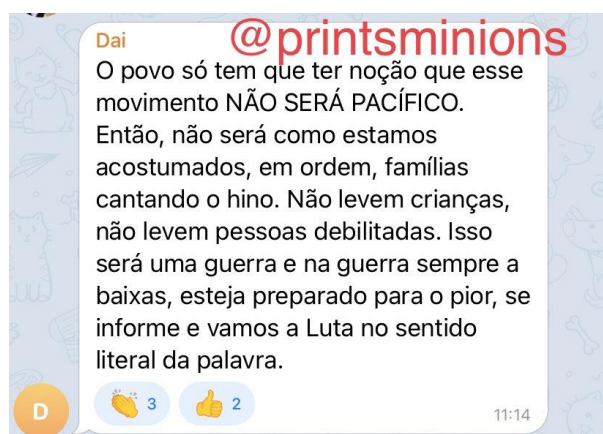 @printsminions
Dai
O povo só tem que ter noção que esse
movimento NÃO SERÁ PACÍFICO.
Então, não será como estamos
acostumados, em ordem, famílias
cantando o hino. Não levem crianças,
não levem pessoas debilitadas. Isso
será uma guerra e na guerra sempre a
baixas, esteja preparado para o pior, se
informe e vamos a Luta no sentido
literal da palavra.
D 👏 3 👍 2 11:14